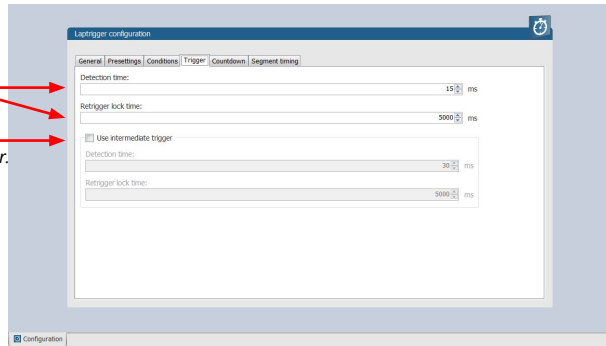 Laptrigger configuration
General Presettings Conditions Trigger Countdown Segment timing
Detection time:
15 ms
Retrigger lock time:
5000 ms
Use intermediate trigger
r.
Detection time:
30 ms
Retrigger lock time:
5000 ms
Configuration